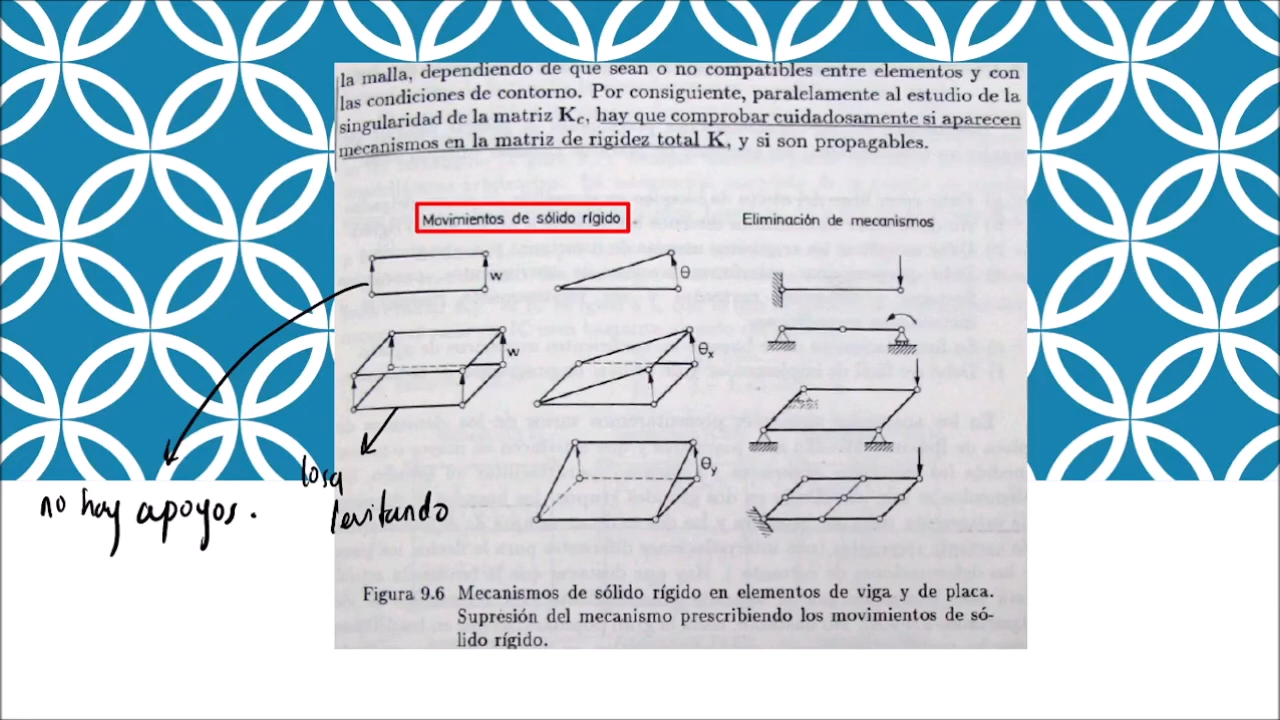 la malla, dependiendo de que sean o no compatibles entre elementos y con
las condiciones de contorno. Por consiguiente, paralelamente al estudio de la
singularidad de la matriz Kc, hay que comprobar cuidadosamente si aparecen
mecanismos en la matriz de rigidez total K, y si son propagables.
Movimientos de sólido rígido
Eliminación de mecanismos
w
θ
w
θx
θy
no hay apoyos.
losa
levitando
Figura 9.6 Mecanismos de sólido rígido en elementos de viga y de placa.
Supresión del mecanismo prescribiendo los movimientos de só-
lido rígido.